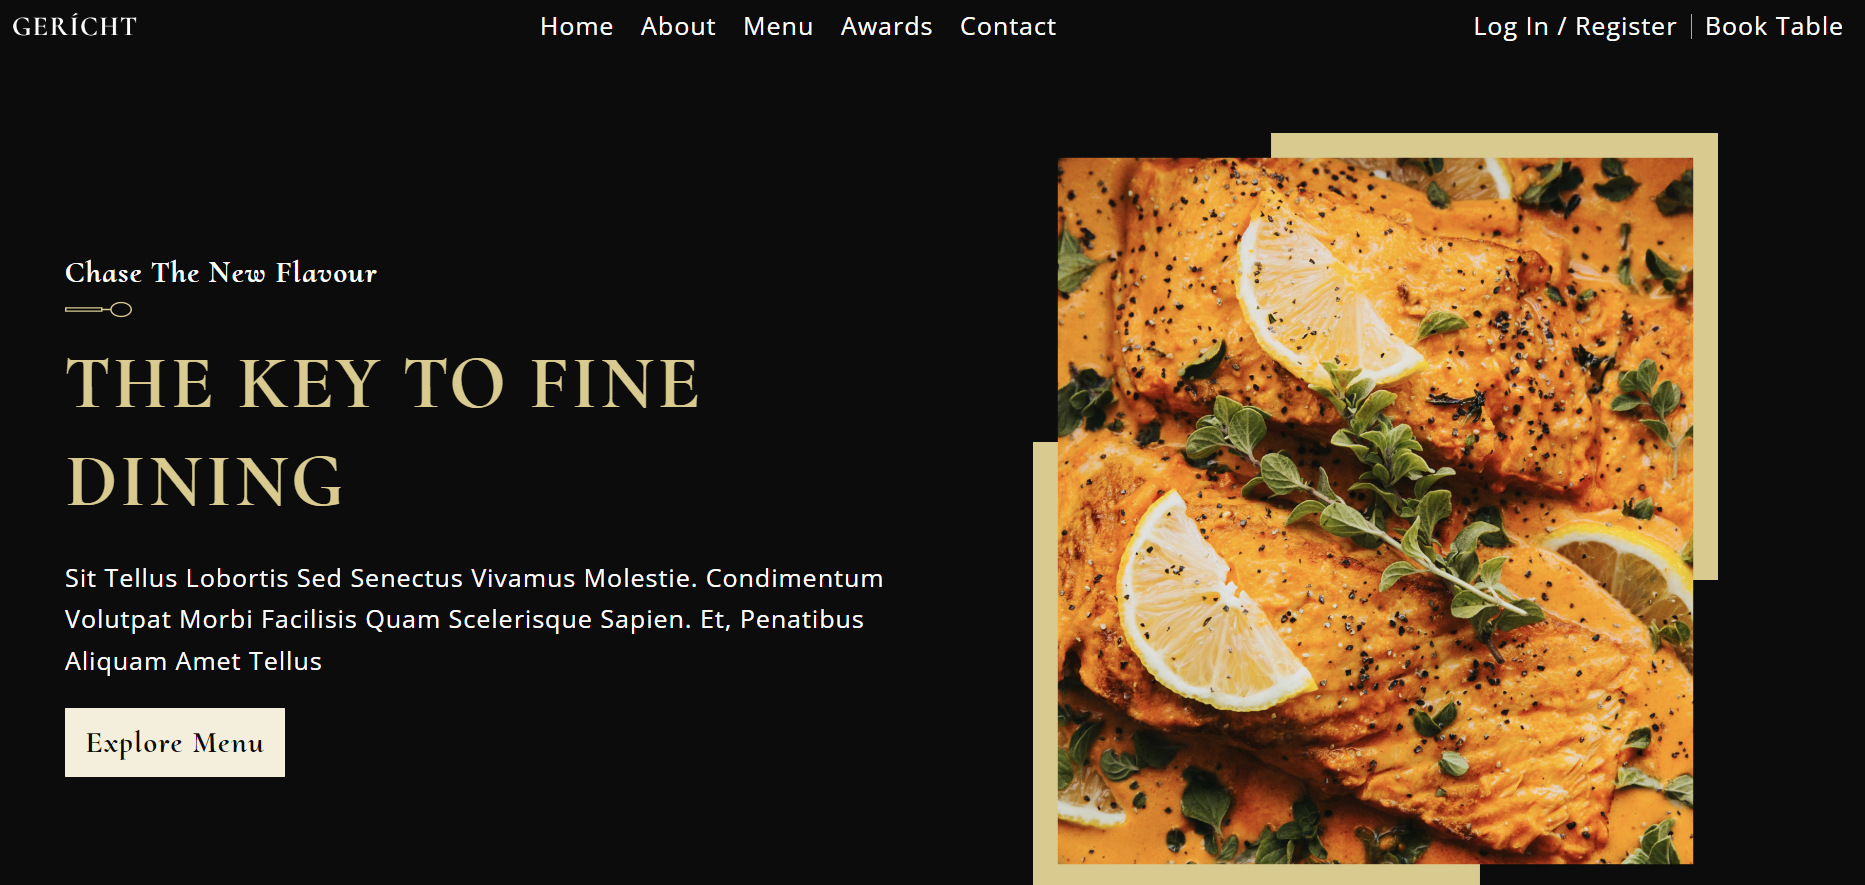 GERÍCHT
Home About Menu Awards Contact
Log In / Register Book Table
Chase The New Flavour
THE KEY TO FINE
DINING
Sit Tellus Lobortis Sed Senectus Vivamus Molestie. Condimentum
Volutpat Morbi Facilisis Quam Scelerisque Sapien. Et, Penatibus
Aliquam Amet Tellus
Explore Menu